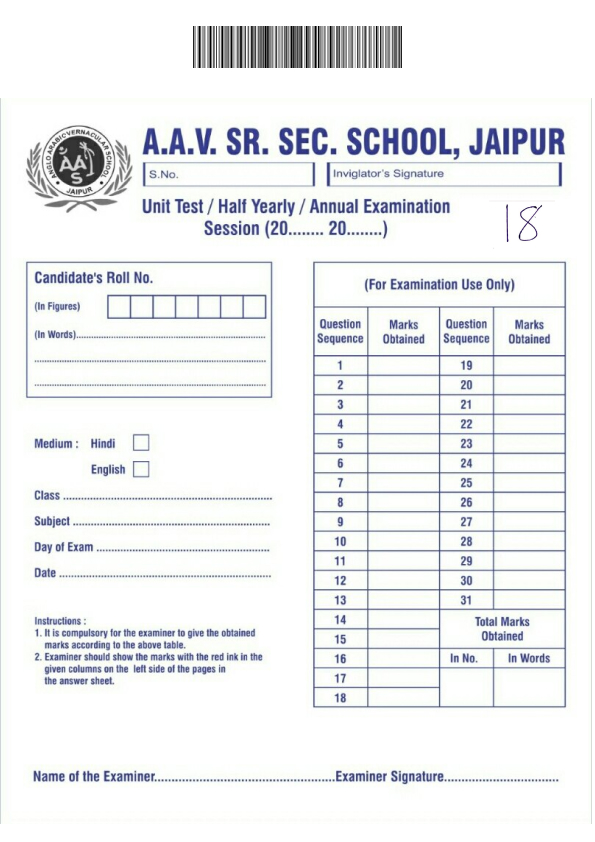 ANGLO ARABIC VERNACULAR SCHOOL
JAIPUR
A.A.V. SR. SEC. SCHOOL, JAIPUR
S.No.
Invigilator's Signature
Unit Test / Half Yearly / Annual Examination
Session (20........ 20........)
18
Candidate's Roll No.
(In Figures)
(In Words)..................................................................
..................................................................................
..................................................................................
Medium : Hindi
English
Class ......................................................................
Subject ..................................................................
Day of Exam ..........................................................
Date .......................................................................
Instructions :
1. It is compulsory for the examiner to give the obtained
marks according to the above table.
2. Examiner should show the marks with the red ink in the
given columns on the left side of the pages in
the answer sheet.
(For Examination Use Only)
Question Sequence Marks Obtained Question Sequence Marks Obtained
1 19
2 20
3 21
4 22
5 23
6 24
7 25
8 26
9 27
10 28
11 29
12 30
13 31
14 Total Marks
15 Obtained
16 In No. In Words
17
18
Name of the Examiner.............................................Examiner Signature.............................